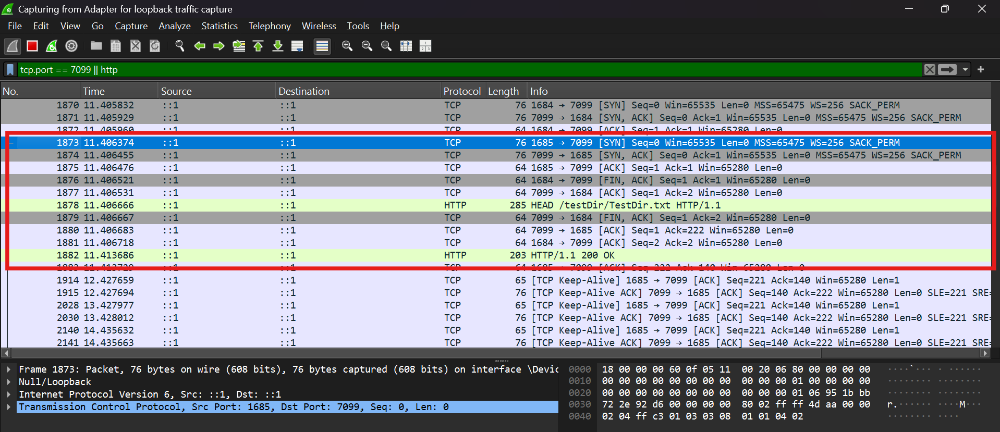 Capturing from Adapter for loopback traffic capture
File Edit View Go Capture Analyze Statistics Telephony Wireless Tools Help
tcp.port == 7099 || http
No. Time Source Destination Protocol Length Info
1870 11.405832 ::1 ::1 TCP 76 1684 → 7099 [SYN] Seq=0 Win=65535 Len=0 MSS=65475 WS=256 SACK_PERM
1871 11.405929 ::1 ::1 TCP 76 7099 → 1684 [SYN, ACK] Seq=0 Ack=1 Win=65535 Len=0 MSS=65475 WS=256 SACK_PERM
1872 11.405960 ::1 ::1 TCP 64 1684 → 7099 [ACK] Seq=1 Ack=1 Win=65280 Len=0
1873 11.406374 ::1 ::1 TCP 76 1685 → 7099 [SYN] Seq=0 Win=65535 Len=0 MSS=65475 WS=256 SACK_PERM
1874 11.406455 ::1 ::1 TCP 76 7099 → 1685 [SYN, ACK] Seq=0 Ack=1 Win=65535 Len=0 MSS=65475 WS=256 SACK_PERM
1875 11.406476 ::1 ::1 TCP 64 1685 → 7099 [ACK] Seq=1 Ack=1 Win=65280 Len=0
1876 11.406521 ::1 ::1 TCP 64 1684 → 7099 [FIN, ACK] Seq=1 Ack=1 Win=65280 Len=0
1877 11.406531 ::1 ::1 TCP 64 7099 → 1684 [ACK] Seq=1 Ack=2 Win=65280 Len=0
1878 11.406666 ::1 ::1 HTTP 285 HEAD /testDir/TestDir.txt HTTP/1.1
1879 11.406667 ::1 ::1 TCP 64 7099 → 1684 [FIN, ACK] Seq=1 Ack=2 Win=65280 Len=0
1880 11.406683 ::1 ::1 TCP 64 7099 → 1685 [ACK] Seq=1 Ack=222 Win=65280 Len=0
1881 11.406718 ::1 ::1 TCP 64 1684 → 7099 [ACK] Seq=2 Ack=2 Win=65280 Len=0
1882 11.413686 ::1 ::1 HTTP 203 HTTP/1.1 200 OK
1883 11.413729 ::1 ::1 TCP 64 1685 → 7099 [ACK] Seq=222 Ack=140 Win=65280 Len=0
1914 12.427659 ::1 ::1 TCP 65 [TCP Keep-Alive] 1685 → 7099 [ACK] Seq=221 Ack=140 Win=65280 Len=1
1915 12.427694 ::1 ::1 TCP 76 [TCP Keep-Alive ACK] 7099 → 1685 [ACK] Seq=140 Ack=222 Win=65280 Len=0 SLE=221 SRE=
2028 13.427977 ::1 ::1 TCP 65 [TCP Keep-Alive] 1685 → 7099 [ACK] Seq=221 Ack=140 Win=65280 Len=1
2030 13.428012 ::1 ::1 TCP 76 [TCP Keep-Alive ACK] 7099 → 1685 [ACK] Seq=140 Ack=222 Win=65280 Len=0 SLE=221 SRE=
2140 14.435632 ::1 ::1 TCP 65 [TCP Keep-Alive] 1685 → 7099 [ACK] Seq=221 Ack=140 Win=65280 Len=1
2141 14.435663 ::1 ::1 TCP 76 [TCP Keep-Alive ACK] 7099 → 1685 [ACK] Seq=140 Ack=222 Win=65280 Len=0 SLE=221 SRE=
Frame 1873: Packet, 76 bytes on wire (608 bits), 76 bytes captured (608 bits) on interface \Devic
Null/Loopback
Internet Protocol Version 6, Src: ::1, Dst: ::1
Transmission Control Protocol, Src Port: 1685, Dst Port: 7099, Seq: 0, Len: 0
0000 18 00 00 00 60 0f 05 11 00 20 06 80 00 00 00 00 ····`··· · ······
0010 00 00 00 00 00 00 00 00 00 00 00 01 00 00 00 00 ········ ········
0020 00 00 00 00 00 00 00 00 00 00 00 01 06 95 1b bb ········ ········
0030 72 2e 92 d6 00 00 00 00 80 02 ff ff 4d aa 00 00 r.······ ····M···
0040 02 04 ff c3 01 03 03 08 01 01 04 02 ········ ····